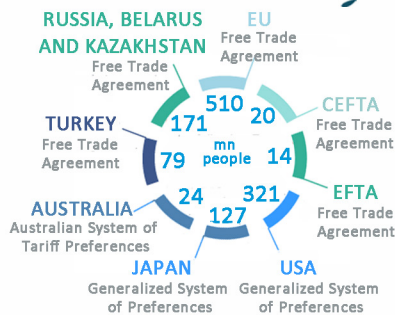 RUSSIA, BELARUS
AND KAZAKHSTAN
Free Trade
Agreement
EU
Free Trade
Agreement
CEFTA
Free Trade
Agreement
EFTA
Free Trade
Agreement
USA
Generalized System
of Preferences
JAPAN
Generalized System
of Preferences
AUSTRALIA
Australian System of
Tariff Preferences
TURKEY
Free Trade
Agreement
510
20
14
321
127
24
79
171
mn
people